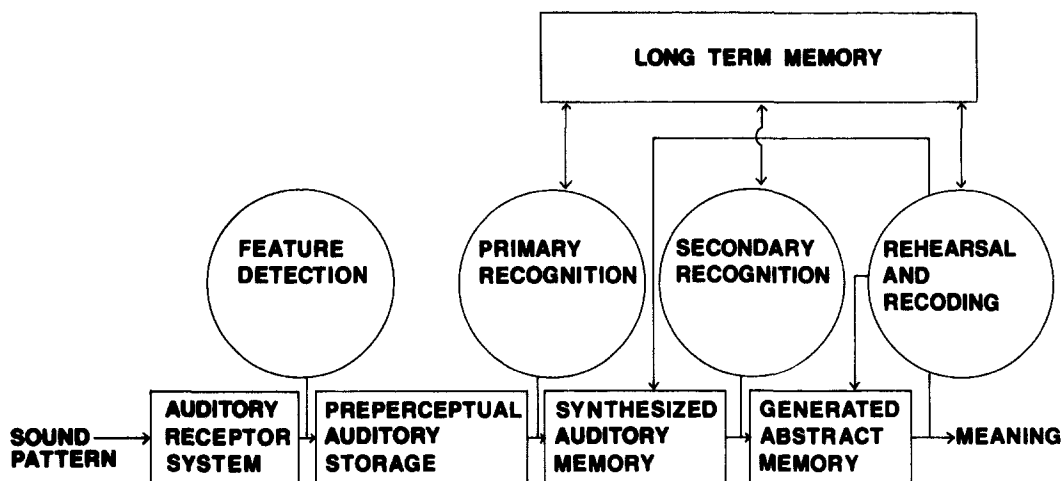 LONG TERM MEMORY
FEATURE
DETECTION
PRIMARY
RECOGNITION
SECONDARY
RECOGNITION
REHEARSAL
AND
RECODING
SOUND
PATTERN
AUDITORY
RECEPTOR
SYSTEM
PREPERCEPTUAL
AUDITORY
STORAGE
SYNTHESIZED
AUDITORY
MEMORY
GENERATED
ABSTRACT
MEMORY
MEANING